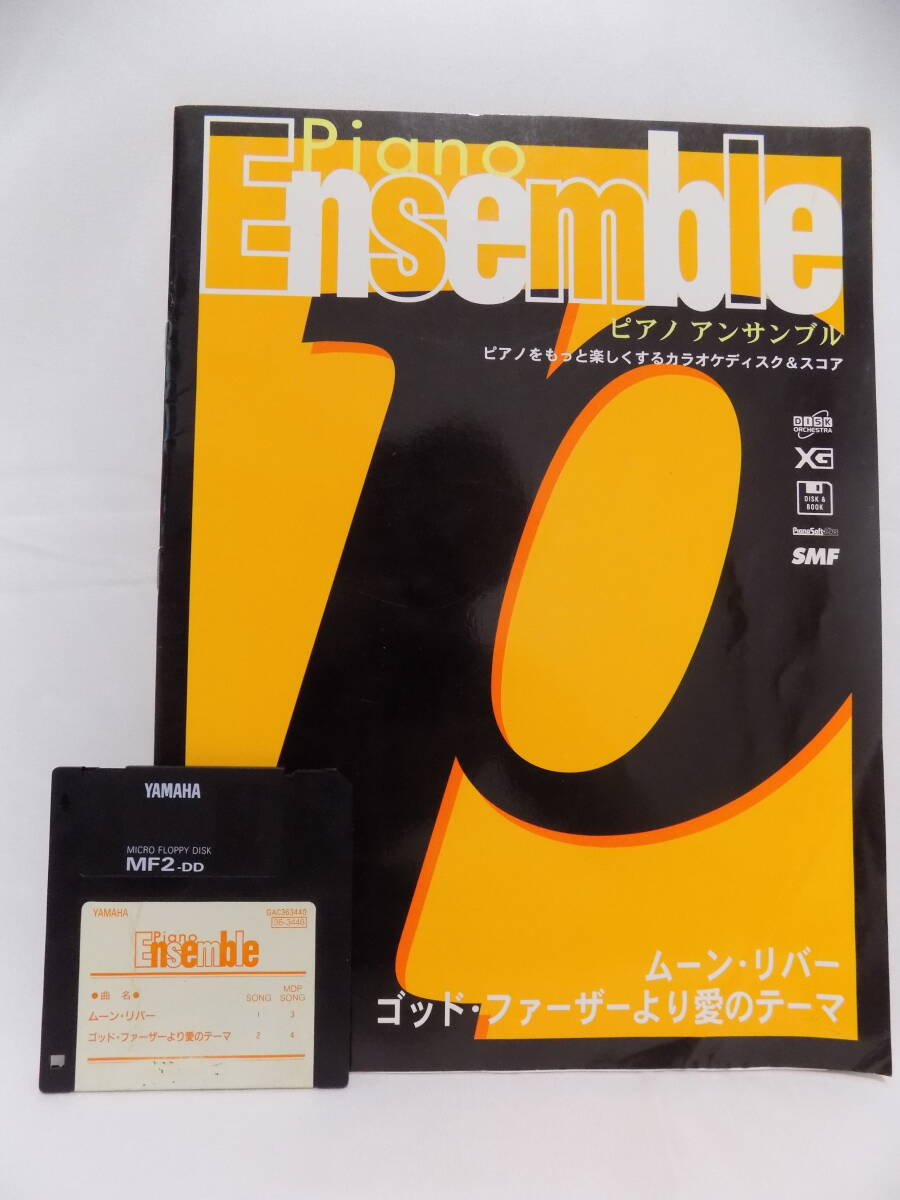 Piano
Ensemble
ピアノ アンサンブル
ピアノをもっと楽しくするカラオケディスク&スコア
DISK
ORCHESTRA
XG
DISK &
BOOK
SMF
ムーン・リバー
ゴッド・ファーザーより愛のテーマ
YAMAHA
MICRO FLOPPY DISK
MF2-DD
YAMAHA
GAC363440
36-3440
Piano
Ensemble
●曲 名● SONG MDP SONG
ムーン・リバー 1 3
ゴッド・ファーザーより愛のテーマ 2 4